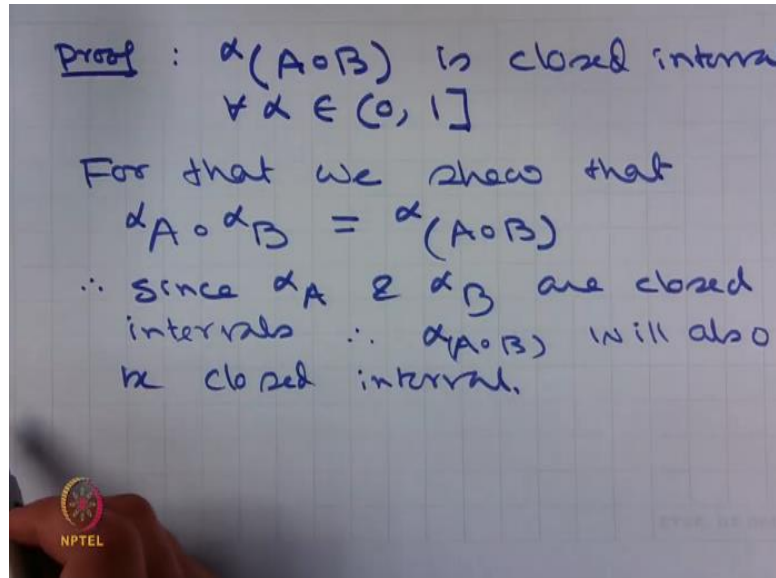 Proof : α(A∘B) is closed interva
∀ α ∈ (0, 1]
For that we show that
αA ∘ αB = α(A∘B)
∴ Since αA & αB are closed
intervals ∴ α(A∘B) will also
be closed interval.
NPTEL